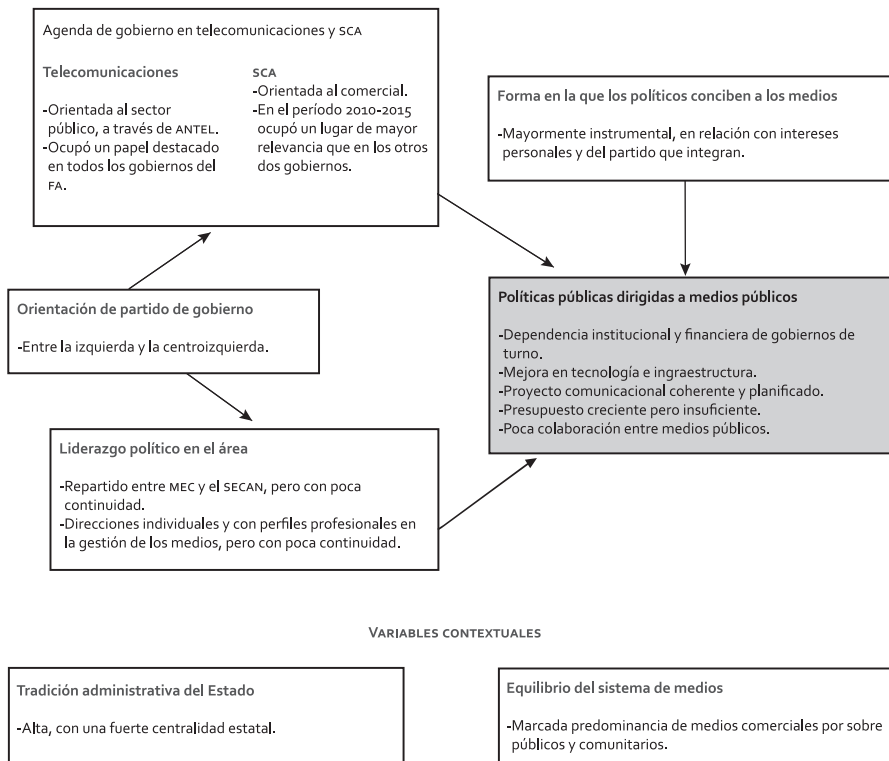 Agenda de gobierno en telecomunicaciones y SCA
Telecomunicaciones
-Orientada al sector
público, a través de ANTEL.
-Ocupó un papel destacado
en todos los gobiernos del
FA.
SCA
-Orientada al comercial.
-En el período 2010-2015
ocupó un lugar de mayor
relevancia que en los otros
dos gobiernos.
Forma en la que los políticos conciben a los medios
-Mayormente instrumental, en relación con intereses
personales y del partido que integran.
Orientación de partido de gobierno
-Entre la izquierda y la centroizquierda.
Políticas públicas dirigidas a medios públicos
-Dependencia institucional y financiera de gobiernos de
turno.
-Mejora en tecnología e ingraestructura.
-Proyecto comunicacional coherente y planificado.
-Presupuesto creciente pero insuficiente.
-Poca colaboración entre medios públicos.
Liderazgo político en el área
-Repartido entre MEC y el SECAN, pero con poca
continuidad.
-Direcciones individuales y con perfiles profesionales en
la gestión de los medios, pero con poca continuidad.
VARIABLES CONTEXTUALES
Tradición administrativa del Estado
-Alta, con una fuerte centralidad estatal.
Equilibrio del sistema de medios
-Marcada predominancia de medios comerciales por sobre
públicos y comunitarios.